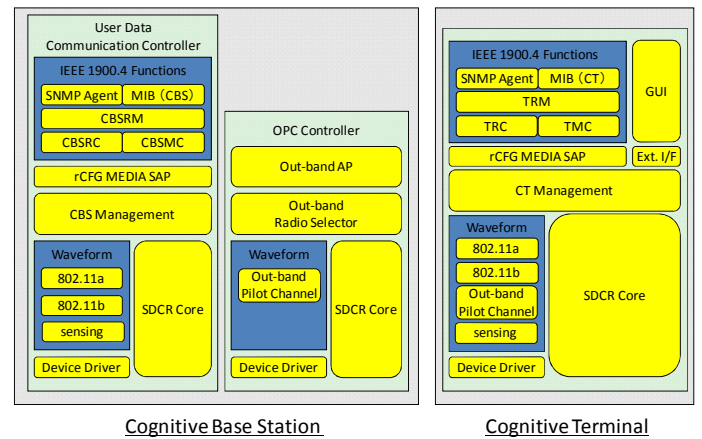 User Data
Communication Controller
IEEE 1900.4 Functions
SNMP Agent
MIB (CBS)
CBSRM
CBSRC
CBSMC
rCFG MEDIA SAP
CBS Management
Waveform
802.11a
802.11b
sensing
SDCR Core
Device Driver
OPC Controller
Out-band AP
Out-band
Radio Selector
Waveform
Out-band
Pilot Channel
SDCR Core
Device Driver
Cognitive Base Station
IEEE 1900.4 Functions
SNMP Agent
MIB (CT)
TRM
TRC
TMC
GUI
rCFG MEDIA SAP
Ext. I/F
CT Management
Waveform
802.11a
802.11b
Out-band
Pilot Channel
sensing
SDCR Core
Device Driver
Cognitive Terminal